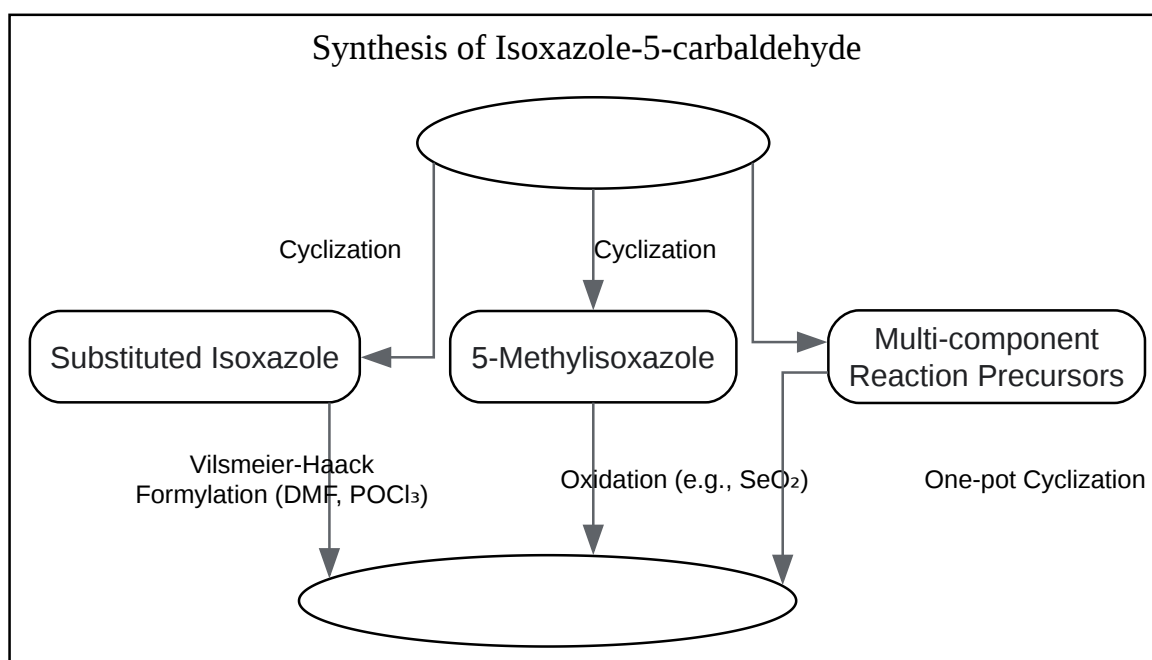 Synthesis of Isoxazole-5-carbaldehyde
Cyclization
Cyclization
Substituted Isoxazole
5-Methylisoxazole
Multi-component
Reaction Precursors
Vilsmeier-Haack
Formylation (DMF, POCl₃)
Oxidation (e.g., SeO₂)
One-pot Cyclization